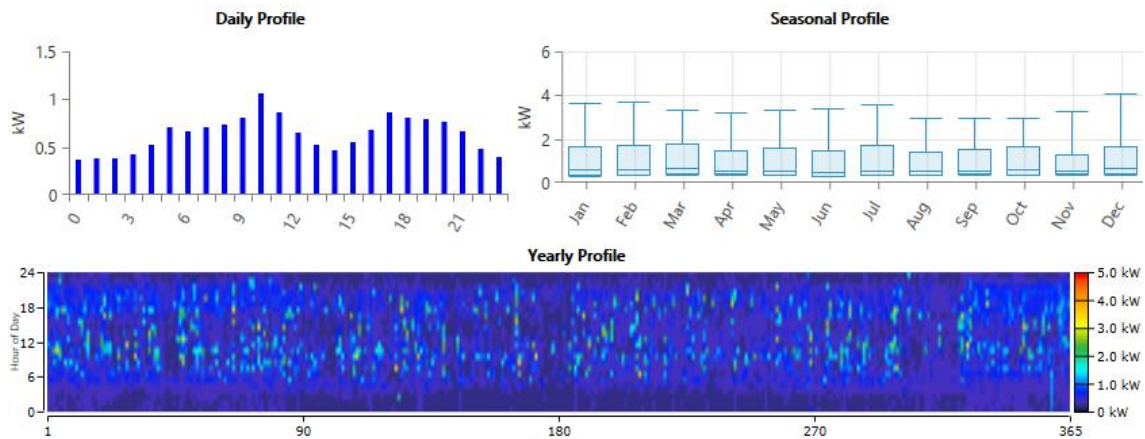 Daily Profile
Seasonal Profile
1.5
1
0.5
0
kW
0
3
6
9
12
15
18
21
6
4
2
0
kW
Jan
Feb
Mar
Apr
May
Jun
Jul
Aug
Sep
Oct
Nov
Dec
Yearly Profile
24
18
12
6
0
Hour of Day
1
90
180
270
365
5.0 kW
4.0 kW
3.0 kW
2.0 kW
1.0 kW
0 kW